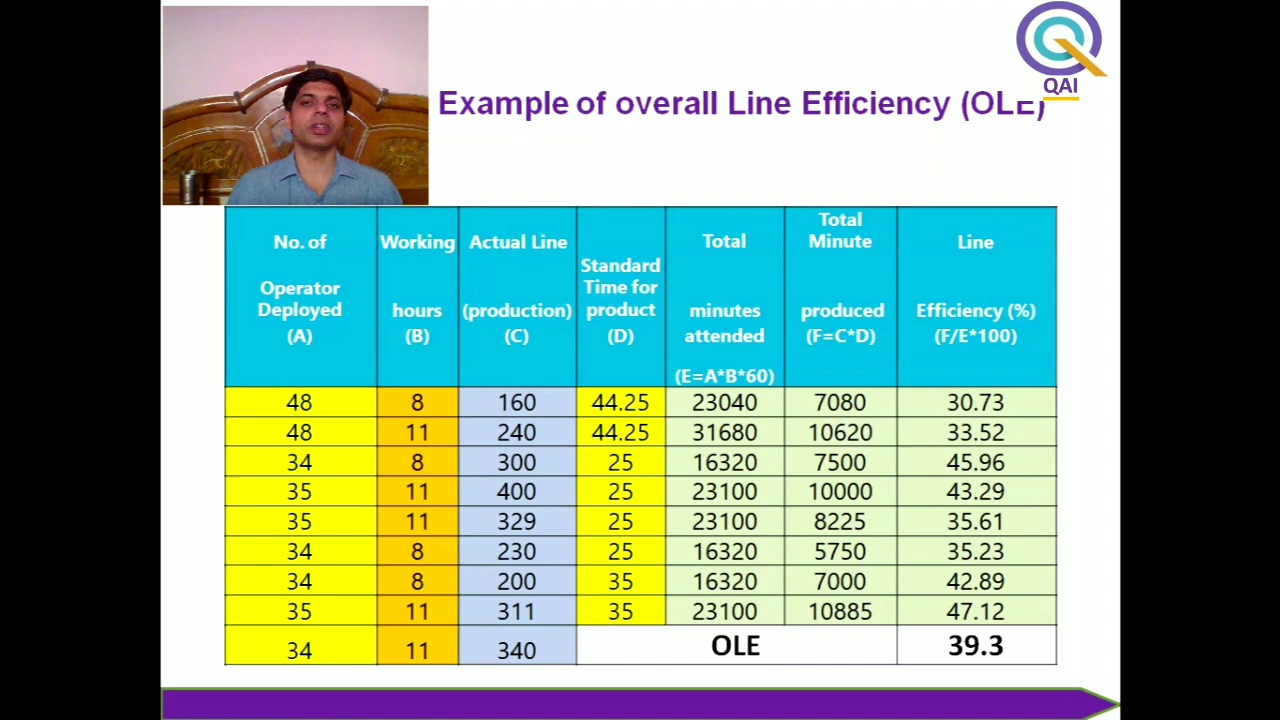 QAI
Example of overall Line Efficiency (OLE)
No. of
Operator
Deployed
(A)
Working
hours
(B)
Actual Line
(production)
(C)
Standard
Time for
product
(D)
Total
minutes
attended
(E=A*B*60)
Total
Minute
produced
(F=C*D)
Line
Efficiency (%)
(F/E*100)
48 8 160 44.25 23040 7080 30.73
48 11 240 44.25 31680 10620 33.52
34 8 300 25 16320 7500 45.96
35 11 400 25 23100 10000 43.29
35 11 329 25 23100 8225 35.61
34 8 230 25 16320 5750 35.23
34 8 200 35 16320 7000 42.89
35 11 311 35 23100 10885 47.12
34 11 340 OLE 39.3